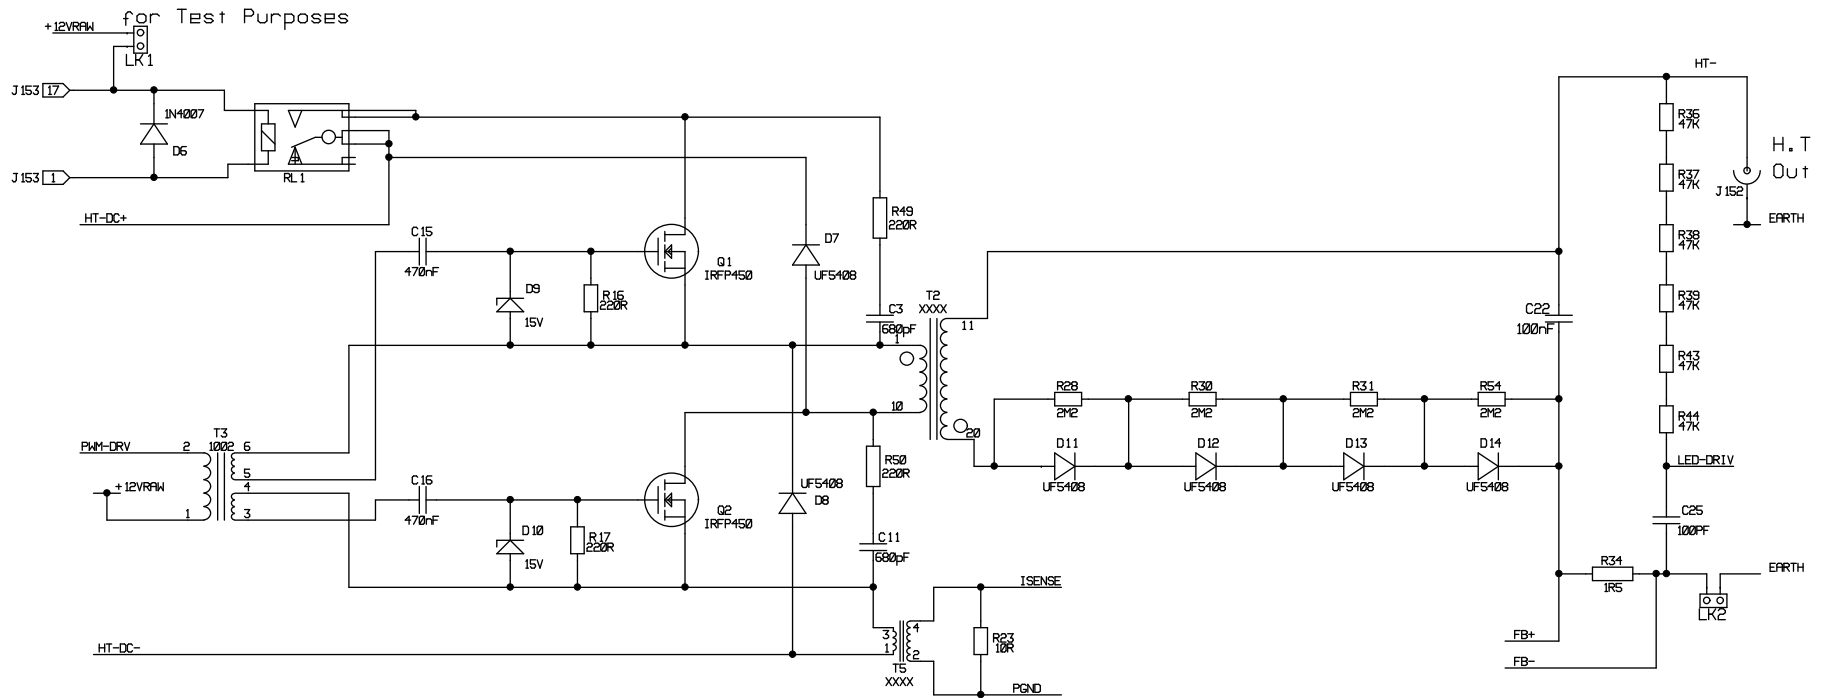 for Test Purposes
+12VRAW
LK1
J153 17
1N4007
D6
J153 1
RL1
HT-DC+
C15
470nF
D9
15V
R16
220R
Q1
IRFP450
D7
UF5408
R49
220R
C3
680pF
1
10
T2
XXXX
11
20
HT-
R36
47K
R37
47K
R38
47K
R39
47K
R43
47K
R44
47K
H.T
Out
J152
EARTH
C22
100nF
R28
2M2
R30
2M2
R31
2M2
R54
2M2
D11
UF5408
D12
UF5408
D13
UF5408
D14
UF5408
LED-DRIV
C25
100PF
R34
1R5
EARTH
LK2
FB+
FB-
PWM-DRV
2
T3
1002
6
5
4
3
+12VRAW
1
C16
470nF
D10
15V
R17
220R
Q2
IRFP450
UF5408
D8
R50
220R
C11
680pF
ISENSE
HT-DC-
3
1
4
2
T5
XXXX
R23
10R
PGND